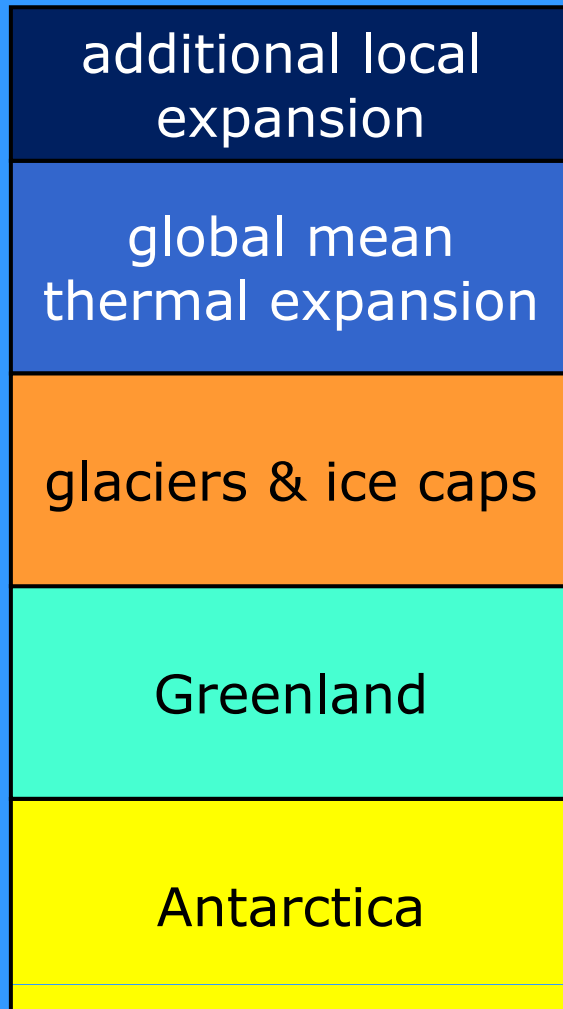 additional local
expansion
global mean
thermal expansion
glaciers & ice caps
Greenland
Antarctica